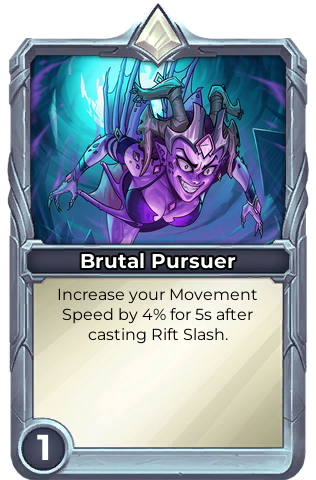 Brutal Pursuer
Increase your Movement
Speed by 4% for 5s after
casting Rift Slash.
1